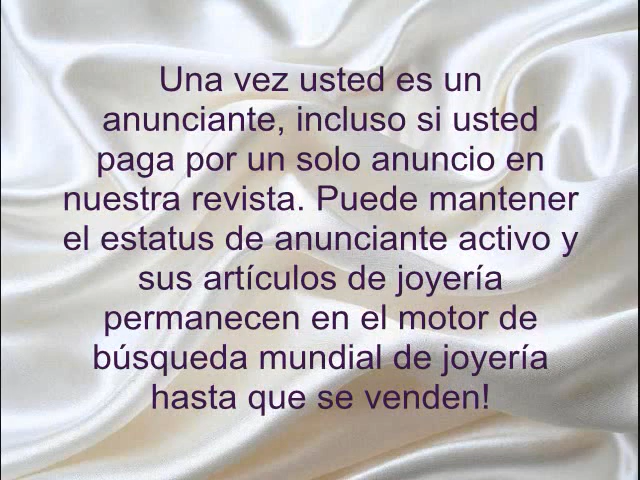 Una vez usted es un
anunciante, incluso si usted
paga por un solo anuncio en
nuestra revista. Puede mantener
el estatus de anunciante activo y
sus artículos de joyería
permanecen en el motor de
búsqueda mundial de joyería
hasta que se venden!